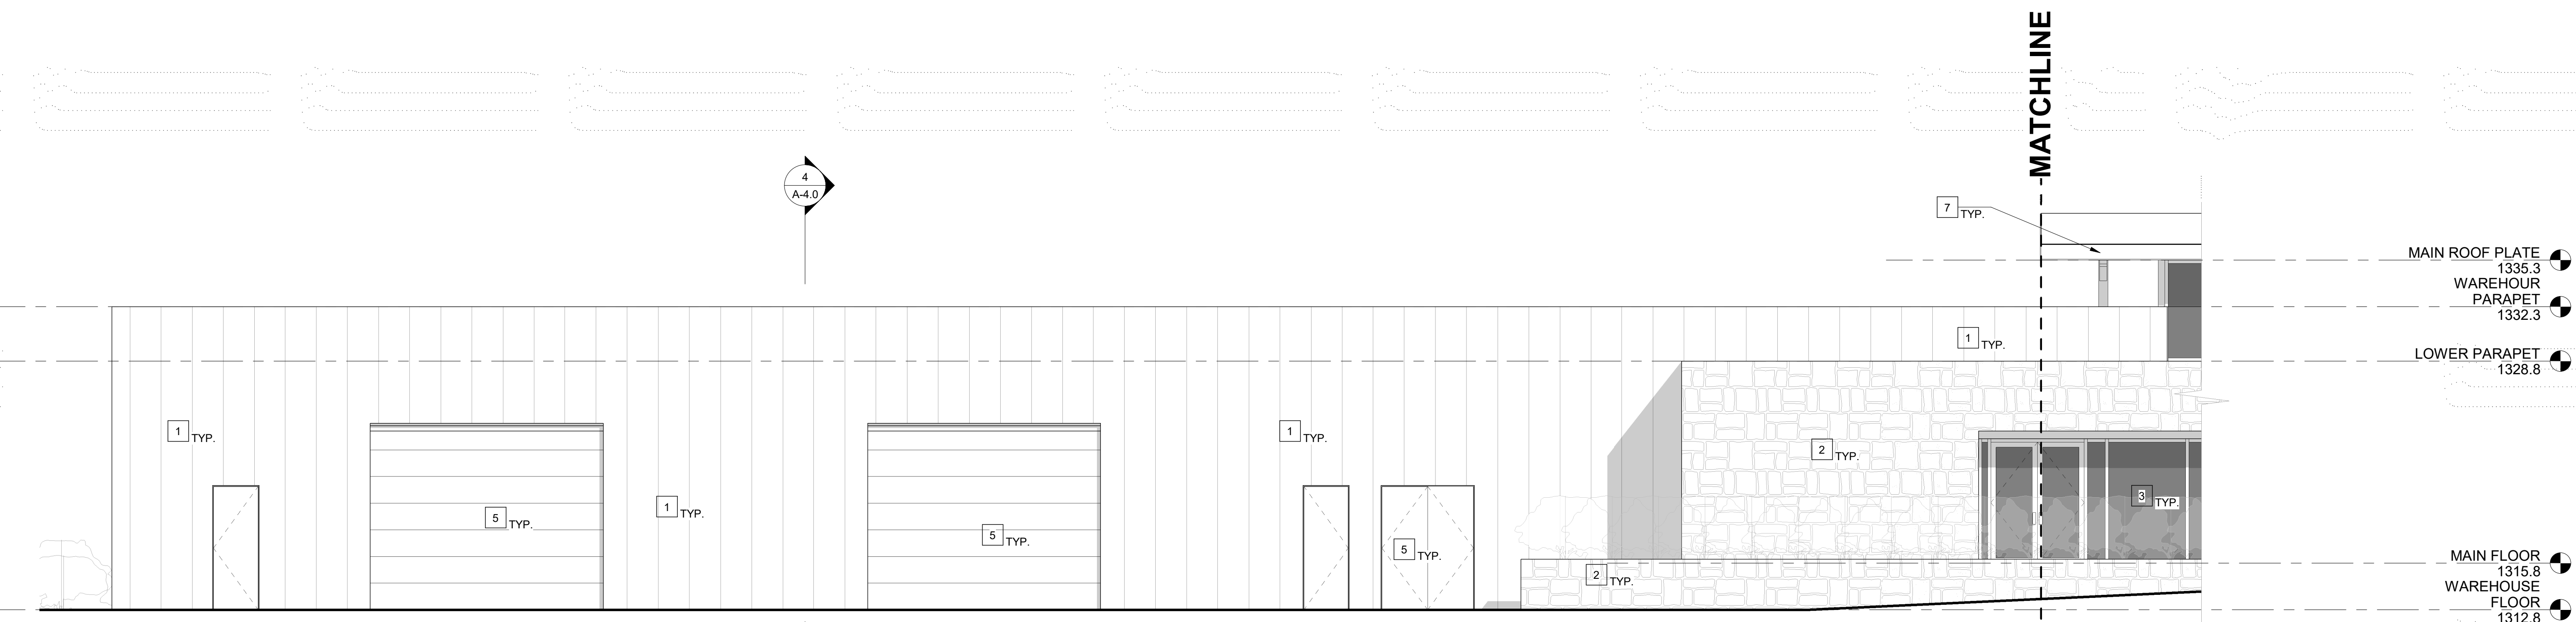 MATCHLINE
4
A-4.0
7 TYP.
MAIN ROOF PLATE
1335.3
WAREHOUR
PARAPET
1332.3
1 TYP.
LOWER PARAPET
1328.8
1 TYP.
1 TYP.
2 TYP.
3 TYP.
1 TYP.
5 TYP.
5 TYP.
5 TYP.
2 TYP.
MAIN FLOOR
1315.8
WAREHOUSE
FLOOR
1312.8